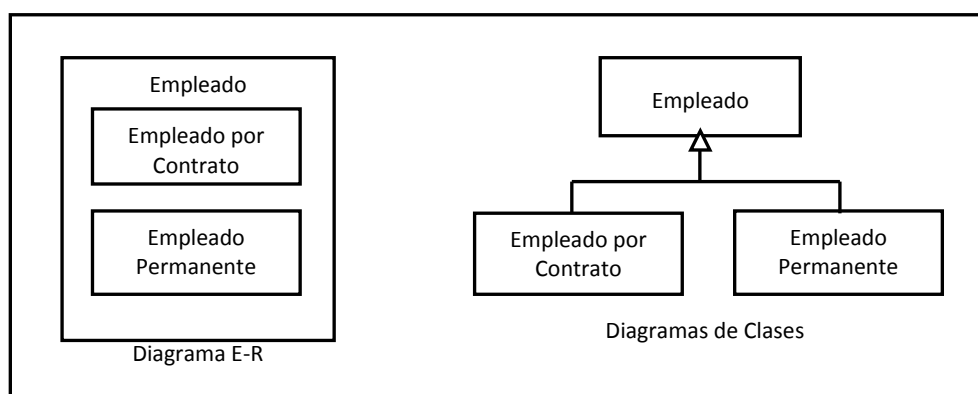 Empleado
Empleado por
Contrato
Empleado
Permanente
Diagrama E-R
Empleado
Empleado por
Contrato
Empleado
Permanente
Diagramas de Clases